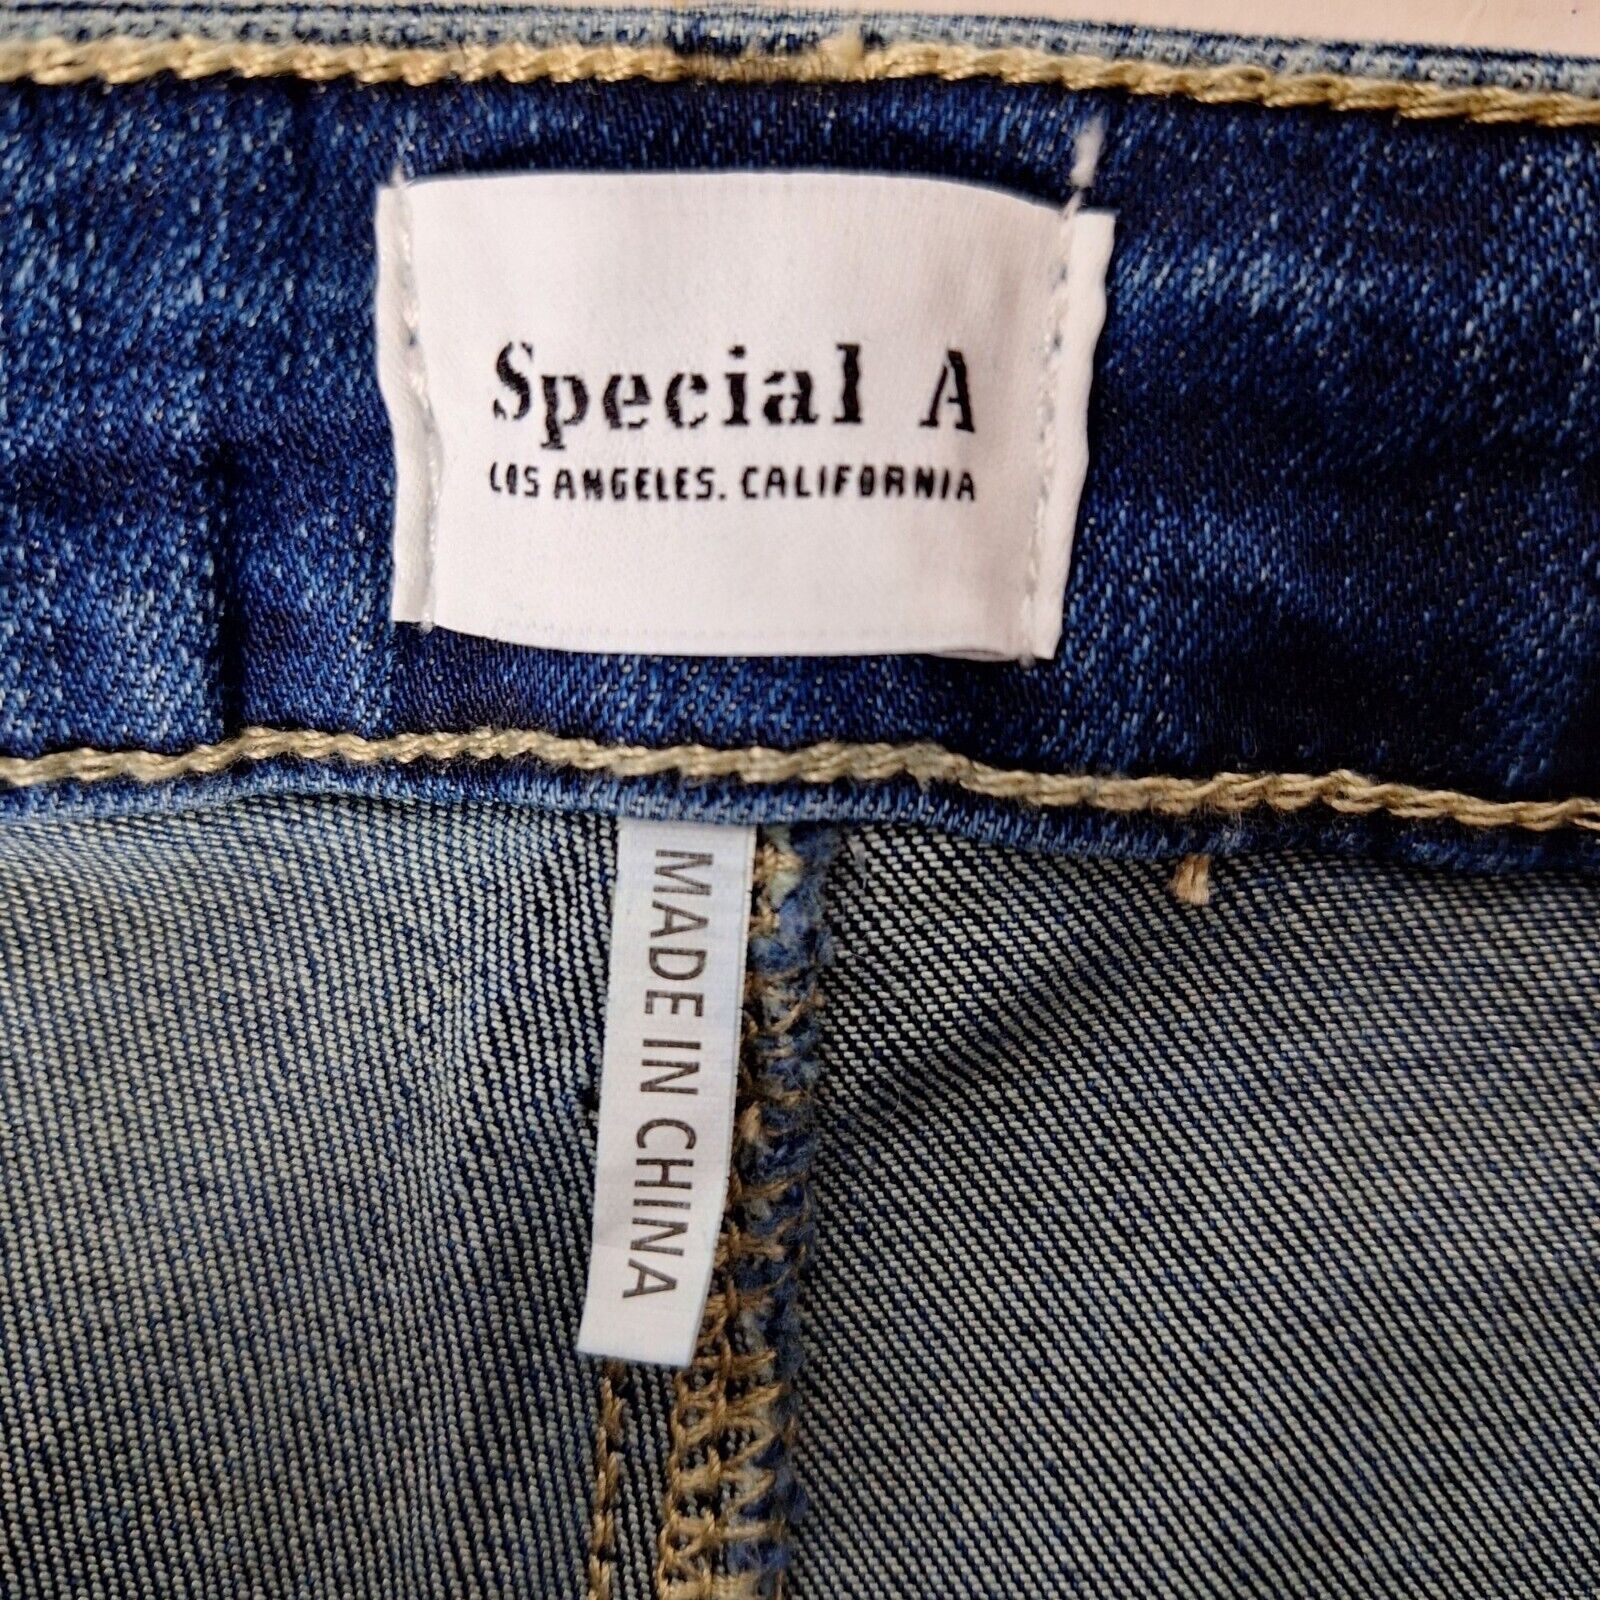 Special A
LOS ANGELES. CALIFORNIA
MADE IN CHINA